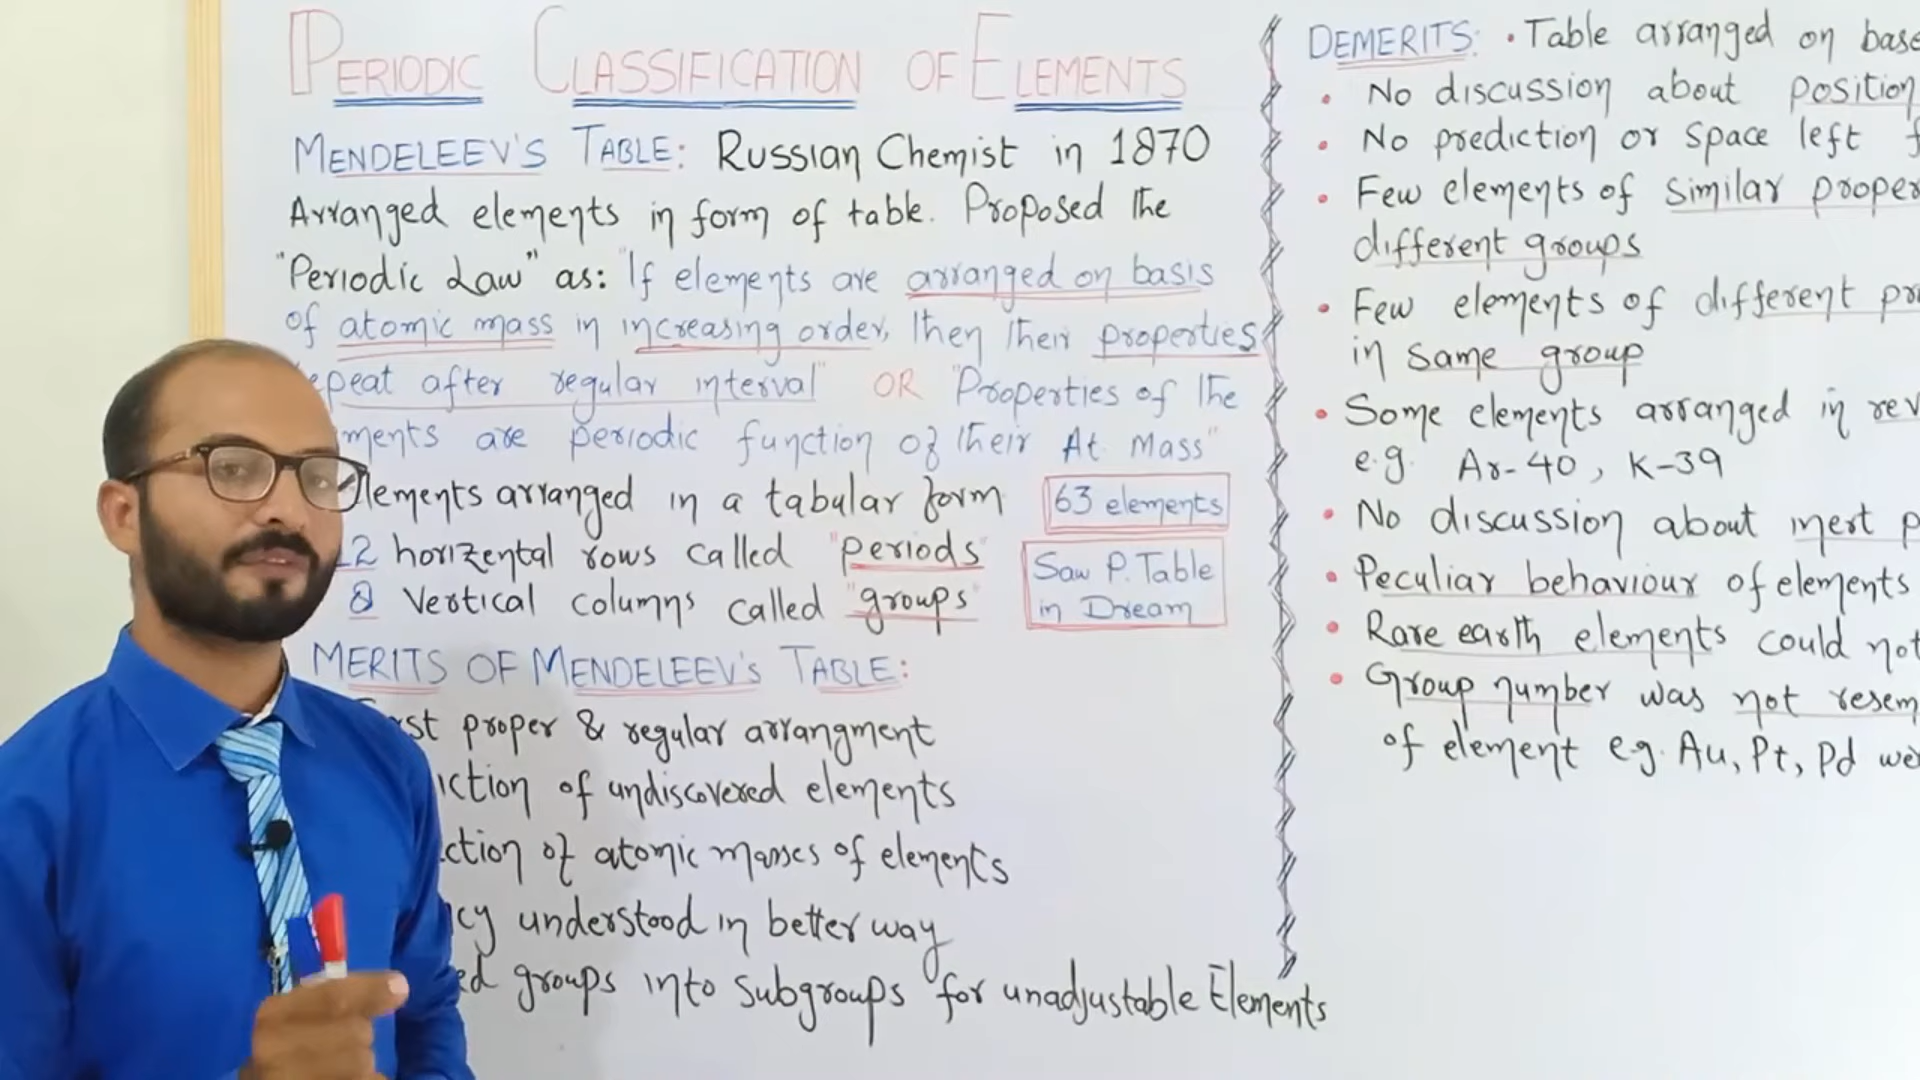 PERIODIC CLASSIFICATION OF ELEMENTS
MENDELEEV'S TABLE: Russian Chemist in 1870
Arranged elements in form of table. Proposed the
"Periodic Law" as: "If elements are arranged on basis
of atomic mass in increasing order, then their properties
epeat after regular interval" OR "Properties of the
ments are periodic function of their At. Mass"
Elements arranged in a tabular form
63 elements
12 horizental rows called "periods"
8 Vertical columns called "groups"
Saw P. Table
in Dream
MERITS OF MENDELEEV'S TABLE:
st proper & regular arrangment
iction of undiscovered elements
ction of atomic masses of elements
cy understood in better way
ed groups into subgroups for unadjustable Elements
DEMERITS: • Table arranged on base
• No discussion about position
• No prediction or space left f
• Few elements of similar proper
different groups
• Few elements of different pr
in same group
• Some elements arranged in rev
e.g. Ar-40, K-39
• No discussion about inert p
• Peculiar behaviour of elements
• Rare earth elements could not
• Group number was not resem
of element e.g. Au, Pt, Pd we